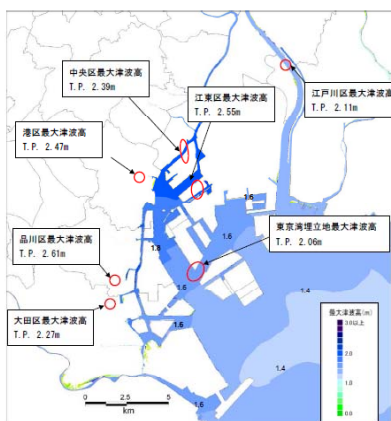 中央区最大津波高
T.P. 2.39m
江東区最大津波高
T.P. 2.55m
江戸川区最大津波高
T.P. 2.11m
港区最大津波高
T.P. 2.47m
品川区最大津波高
T.P. 2.61m
大田区最大津波高
T.P. 2.27m
東京湾埋立地最大津波高
T.P. 2.06m
1.6
1.6
1.8
1.6
1.6
1.4
1.4
1.6
最大津波高(m)
3.0以上
2.0
1.0
0.0
0 2.5 5 7.5 10
km